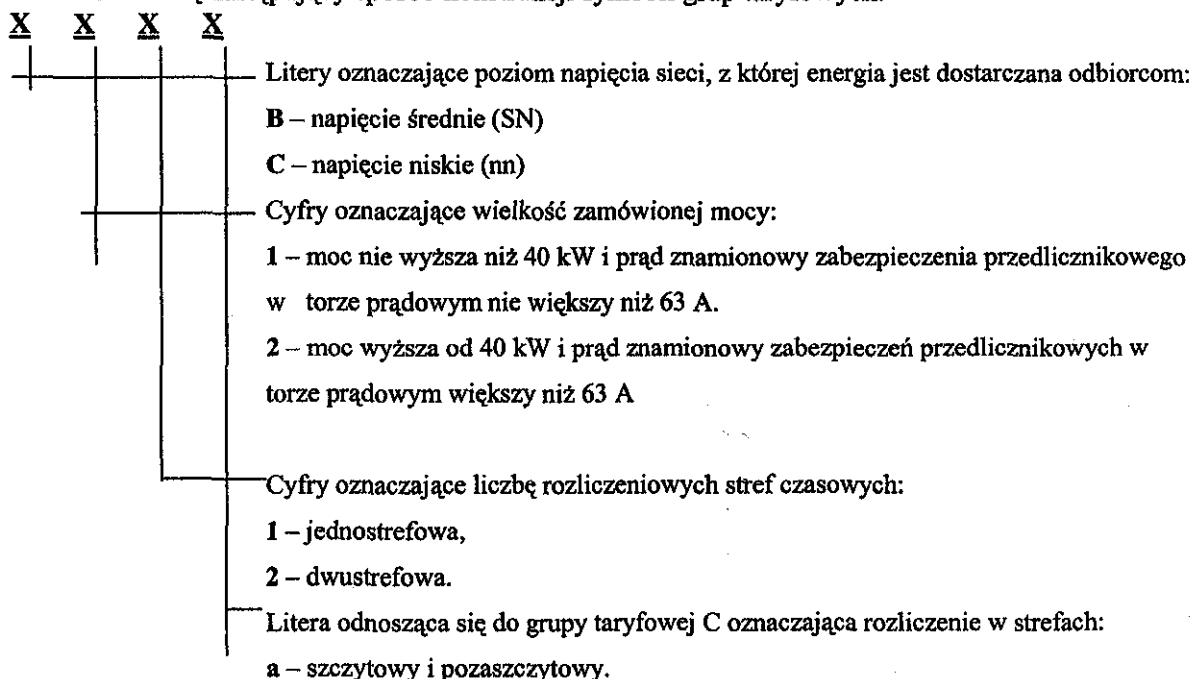 X X X X
Litery oznaczające poziom napięcia sieci, z której energia jest dostarczana odbiorcom:
B – napięcie średnie (SN)
C – napięcie niskie (nn)
Cyfry oznaczające wielkość zamówionej mocy:
1 – moc nie wyższa niż 40 kW i prąd znamionowy zabezpieczenia przedlicznikowego
w torze prądowym nie większy niż 63 A.
2 – moc wyższa od 40 kW i prąd znamionowy zabezpieczeń przedlicznikowych w
torze prądowym większy niż 63 A
Cyfry oznaczające liczbę rozliczeniowych stref czasowych:
1 – jednostrefowa,
2 – dwustrefowa.
Litera odnosząca się do grupy taryfowej C oznaczająca rozliczenie w strefach:
a – szczytowy i pozaszczytowy.